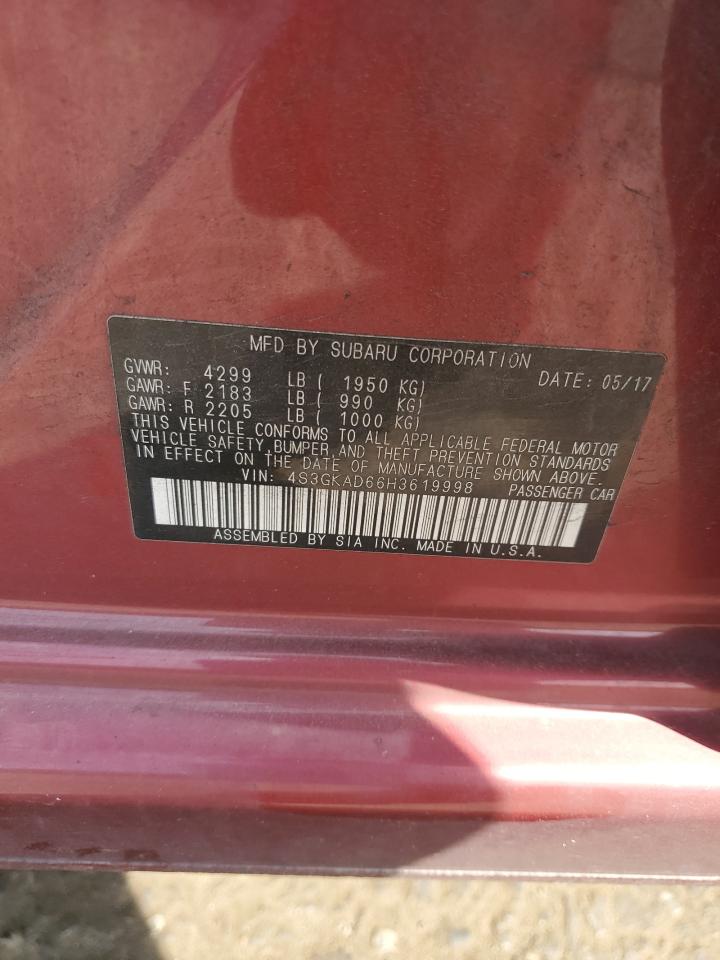 MFD BY SUBARU CORPORATION
GVWR: 4299 LB ( 1950 KG) DATE: 05/17
GAWR: F 2183 LB ( 990 KG)
GAWR: R 2205 LB ( 1000 KG)
THIS VEHICLE CONFORMS TO ALL APPLICABLE FEDERAL MOTOR
VEHICLE SAFETY, BUMPER, AND THEFT PREVENTION STANDARDS
IN EFFECT ON THE DATE OF MANUFACTURE SHOWN ABOVE.
VIN: 4S3GKAD66H3619998 PASSENGER CAR
ASSEMBLED BY SIA INC. MADE IN U.S.A.